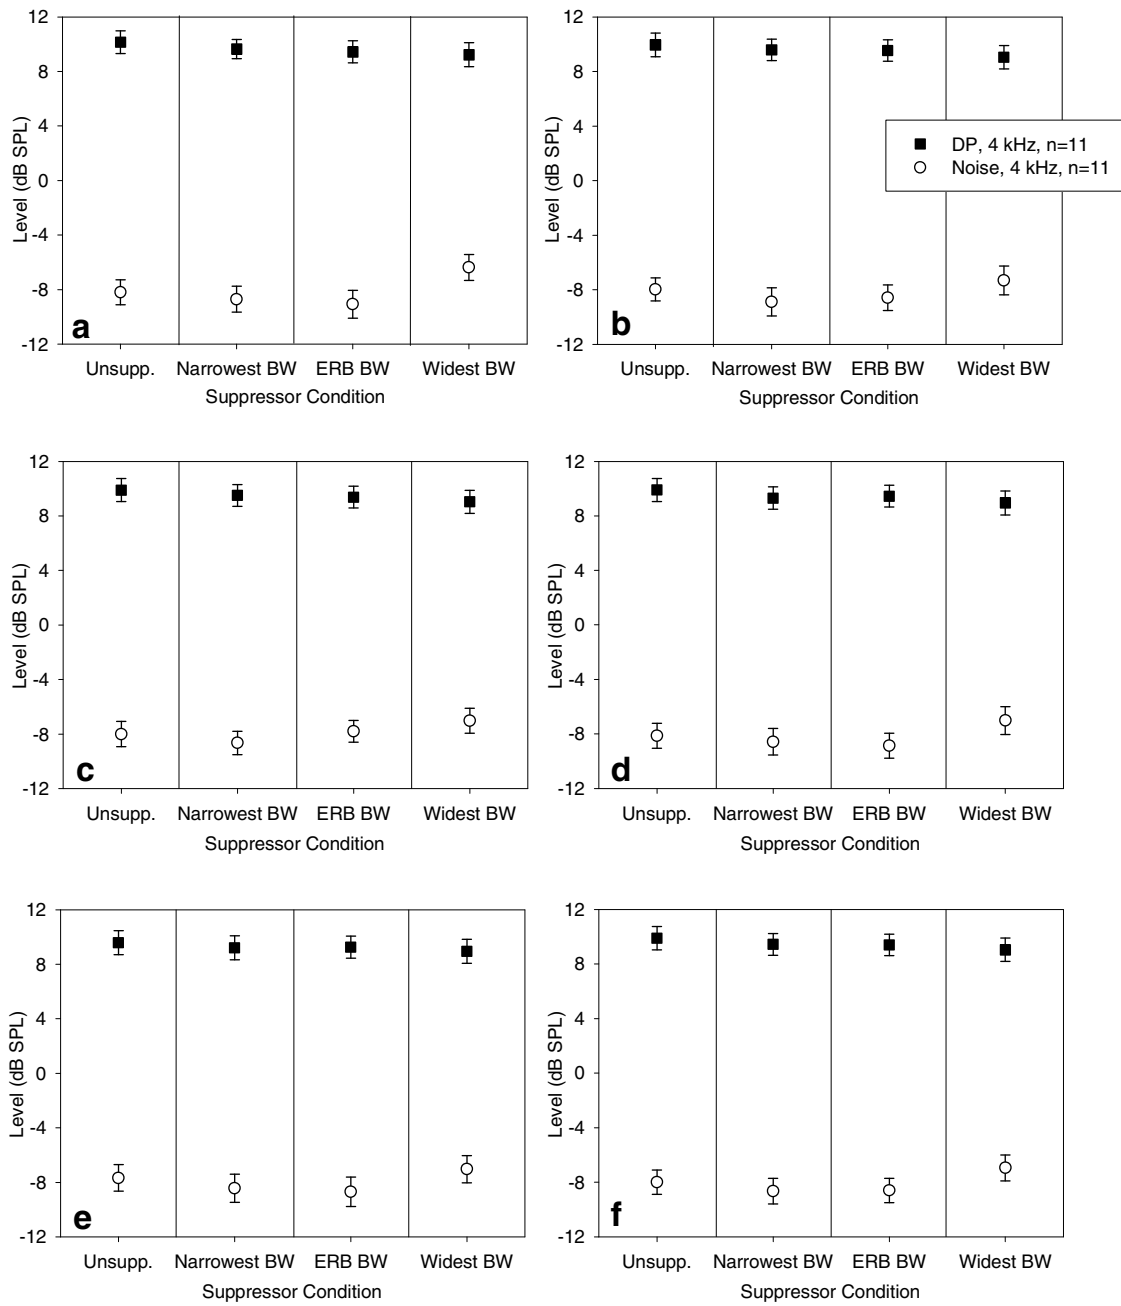 12
8
4
0
-4
-8
-12
Level (dB SPL)
a
Unsupp. Narrowest BW ERB BW Widest BW
Suppressor Condition
12
8
4
0
-4
-8
-12
Level (dB SPL)
b
DP, 4 kHz, n=11
Noise, 4 kHz, n=11
Unsupp. Narrowest BW ERB BW Widest BW
Suppressor Condition
12
8
4
0
-4
-8
-12
Level (dB SPL)
c
Unsupp. Narrowest BW ERB BW Widest BW
Suppressor Condition
12
8
4
0
-4
-8
-12
Level (dB SPL)
d
Unsupp. Narrowest BW ERB BW Widest BW
Suppressor Condition
12
8
4
0
-4
-8
-12
Level (dB SPL)
e
Unsupp. Narrowest BW ERB BW Widest BW
Suppressor Condition
12
8
4
0
-4
-8
-12
Level (dB SPL)
f
Unsupp. Narrowest BW ERB BW Widest BW
Suppressor Condition